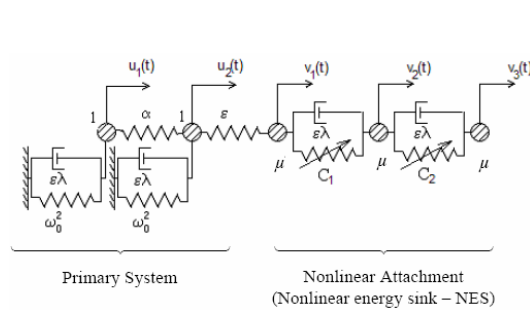 u₁(t) u₂(t) v₁(t) v₂(t) v₃(t)
1 α 1 ε ελ ελ
μ C₁ μ C₂ μ
ελ ελ
ω₀² ω₀²
Primary System
Nonlinear Attachment
(Nonlinear energy sink – NES)